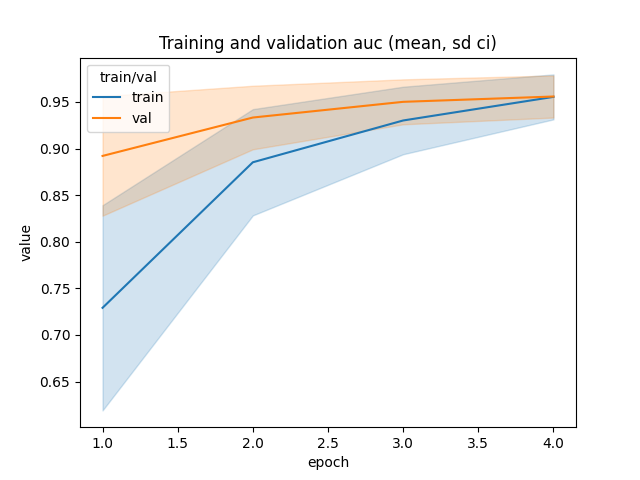 Training and validation auc (mean, sd ci)
train/val
train
val
0.95
0.90
0.85
0.80
0.75
0.70
0.65
value
1.0 1.5 2.0 2.5 3.0 3.5 4.0
epoch